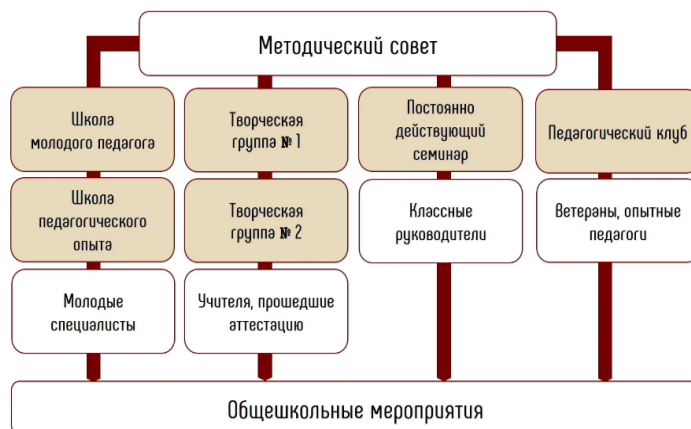 Методический совет
Школа
молодого педагога
Школа
педагогического
опыта
Молодые
специалисты
Творческая
группа № 1
Творческая
группа № 2
Учителя, прошедшие
аттестацию
Постоянно
действующий
семинар
Классные
руководители
Педагогический клуб
Ветераны, опытные
педагоги
Общешкольные мероприятия